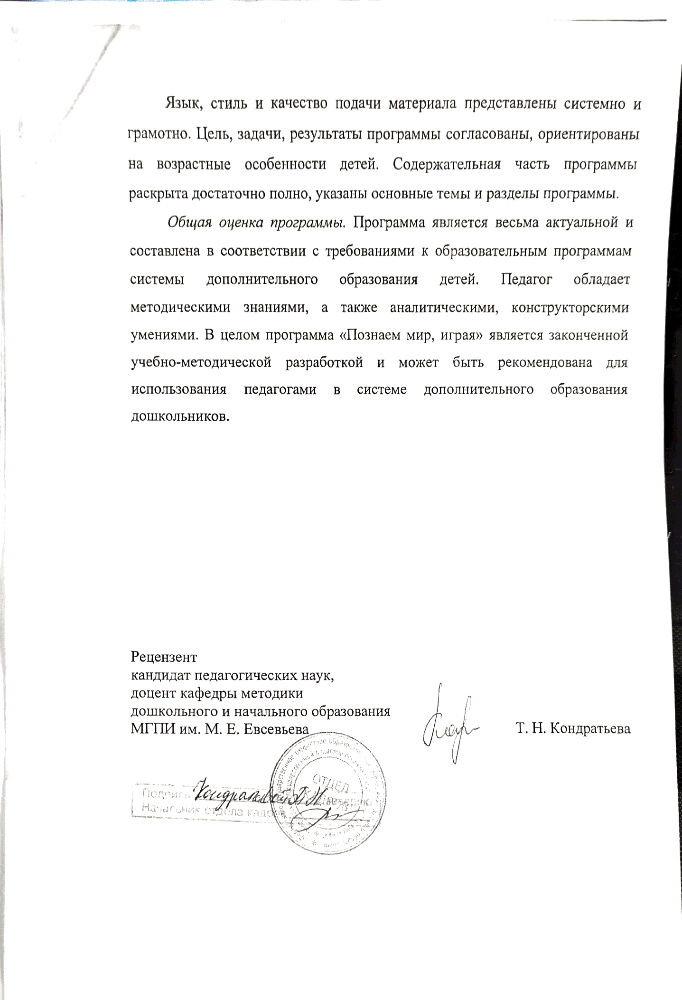 Язык, стиль и качество подачи материала представлены системно и
грамотно. Цель, задачи, результаты программы согласованы, ориентированы
на возрастные особенности детей. Содержательная часть программы
раскрыта достаточно полно, указаны основные темы и разделы программы.
Общая оценка программы. Программа является весьма актуальной и
составлена в соответствии с требованиями к образовательным программам
системы дополнительного образования детей. Педагог обладает
методическими знаниями, а также аналитическими, конструкторскими
умениями. В целом программа «Познаем мир, играя» является законченной
учебно-методической разработкой и может быть рекомендована для
использования педагогами в системе дополнительного образования
дошкольников.
Рецензент
кандидат педагогических наук,
доцент кафедры методики
дошкольного и начального образования
МГПИ им. М. Е. Евсевьева
Т. Н. Кондратьева
ОТДЕЛ
Подпись Кондратьевой Т.Н. заверяю
Начальник отдела кадров